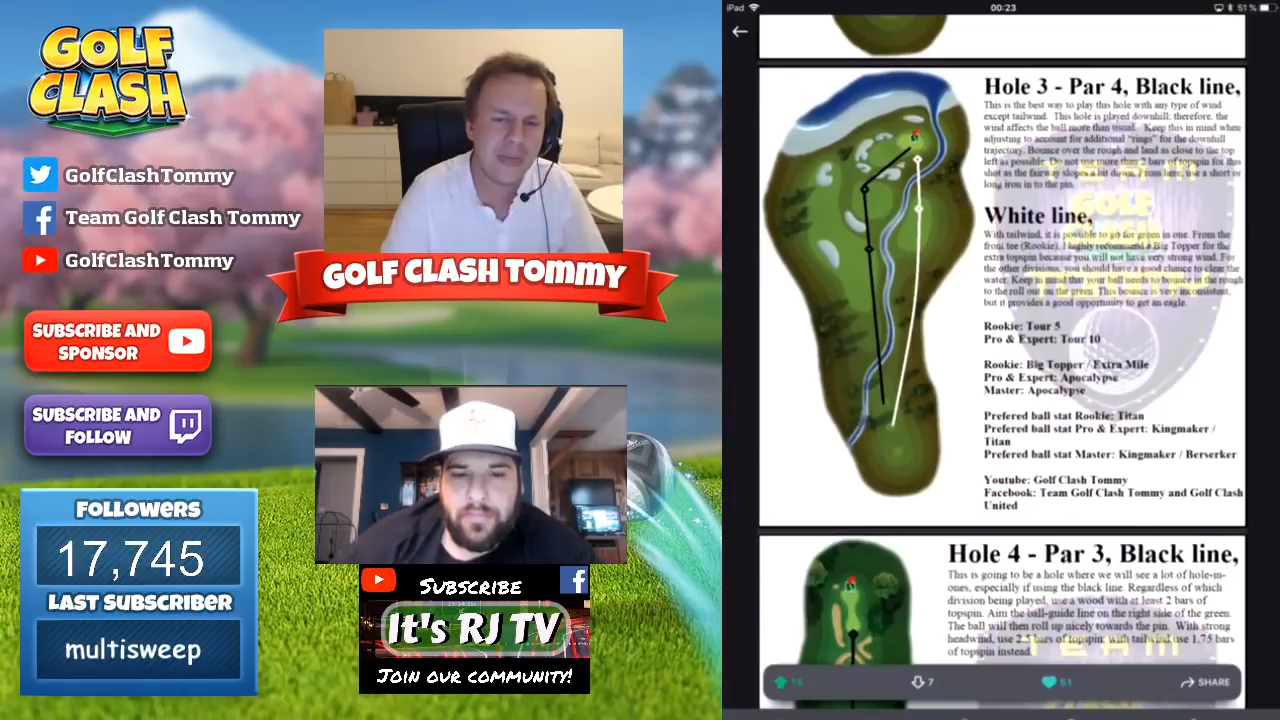 GOLF
CLASH
GolfClashTommy
Team Golf Clash Tommy
GolfClashTommy
SUBSCRIBE AND
SPONSOR
SUBSCRIBE AND
FOLLOW
FOLLOWERS
17,745
LAST SUBSCRIBER
multisweep
GOLF CLASH TOMMY
SUBSCRIBE
It's RJ TV
JOIN OUR COMMUNITY!
iPad
00:23
51 %
Hole 3 - Par 4, Black line,
This is the best way to play this hole with any type of wind
except tailwind. This hole is played downhill, therefore, the
wind affects the ball more than usual. Keep this in mind when
adjusting to account for additional "rings" for the downhill
trajectory. Bounce over the rough and land as close to the top
left as possible. Do not use more than 2 bars of topspin for this
shot as the fairway slopes a bit down. From here, use a short or
long iron in to the pin.
White line,
With tailwind, it is possible to go for green in one. From the
front tee (Rookie), I highly recommend a Big Topper for the
extra topspin because you will not have very strong wind. For
the other divisions, you should have a good chance to clear the
water. Keep in mind that your ball needs to bounce in the rough
to the roll out on the green. This bounce is very inconsistent,
but it provides a good opportunity to get an eagle.
Rookie: Tour 5
Pro & Expert: Tour 10
Rookie: Big Topper / Extra Mile
Pro & Expert: Apocalypse
Master: Apocalypse
Prefered ball stat Rookie: Titan
Prefered ball stat Pro & Expert: Kingmaker /
Titan
Prefered ball stat Master: Kingmaker / Berserker
Youtube: Golf Clash Tommy
Facebook: Team Golf Clash Tommy and Golf Clash
United
Hole 4 - Par 3, Black line,
This is going to be a hole where we will see a lot of hole-in-
ones, especially if using the black line. Regardless of which
division being played, use a wood with at least 2 bars of
topspin. Aim the ball-guide line on the right side of the green.
The ball will then roll up nicely towards the pin. With strong
headwind, use 2.5 bars of topspin; with tailwind use 1.75 bars
of topspin instead.
15
7
51
SHARE